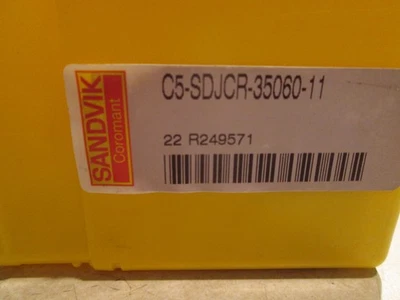 C5-SDJCR-35060-11
SANDVIK
Coromant
22 R249571